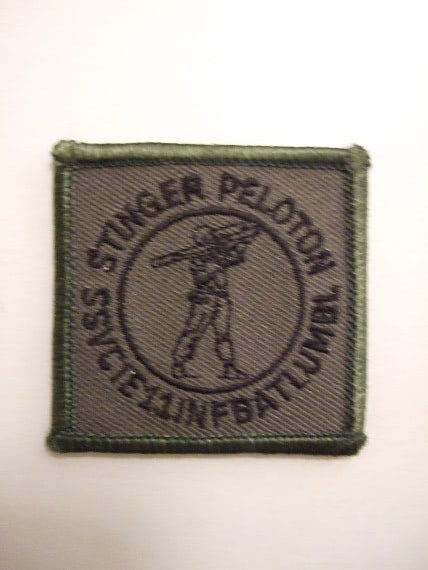 STINGER PELOTON
SSVCIE11INFBATLUMBL